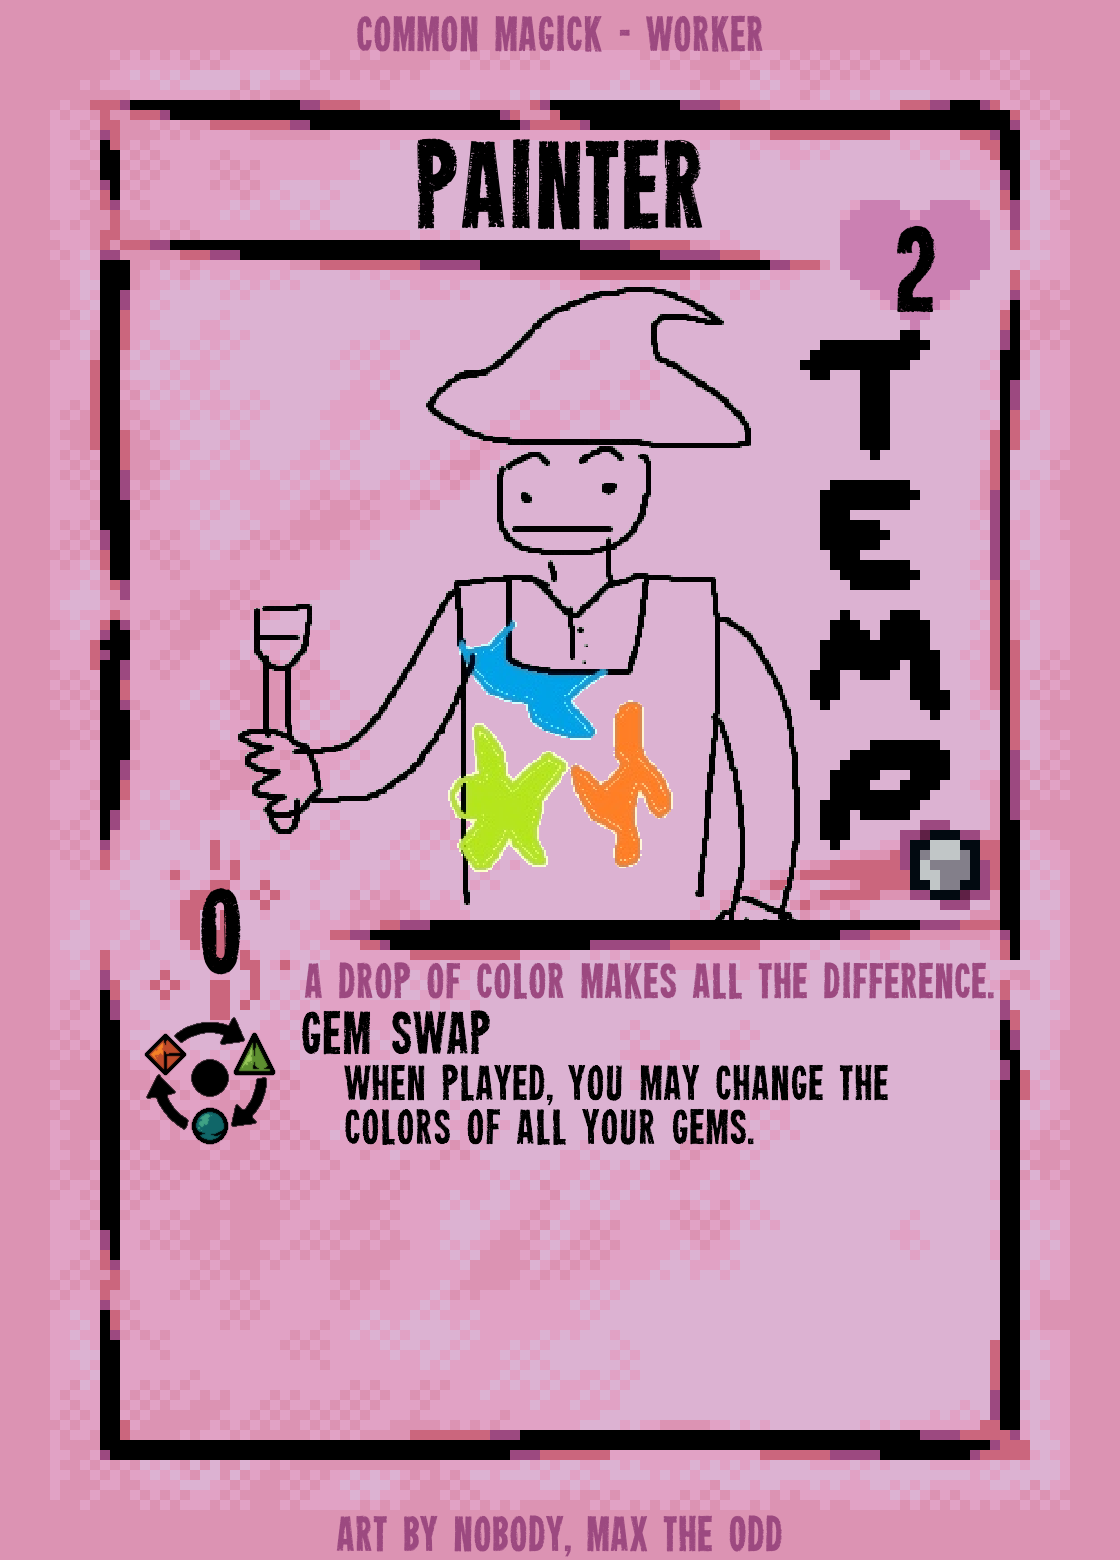 COMMON MAGICK - WORKER
PAINTER
2
TEMP
0
A DROP OF COLOR MAKES ALL THE DIFFERENCE.
GEM SWAP
WHEN PLAYED, YOU MAY CHANGE THE
COLORS OF ALL YOUR GEMS.
ART BY NOBODY, MAX THE ODD